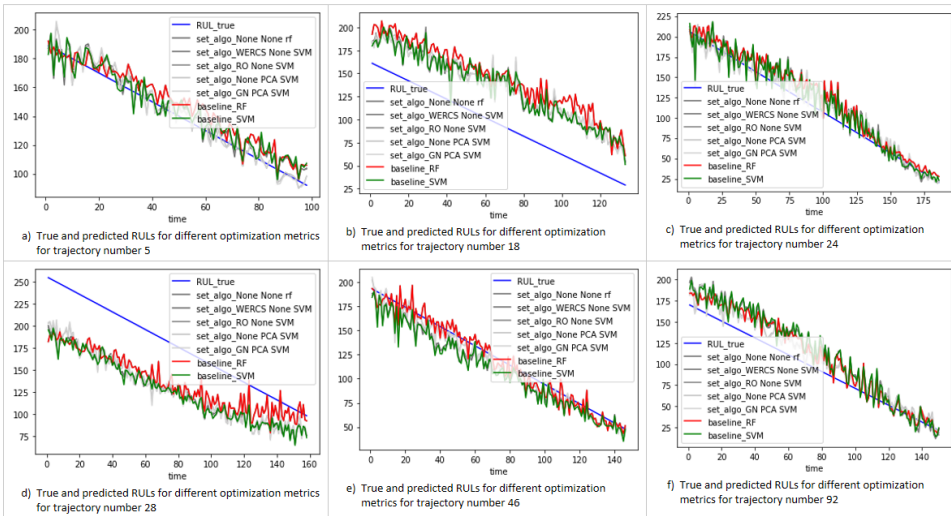 200
180
160
140
120
100
0
20
40
60
80
100
time
RUL_true
set_algo_None None rf
set_algo_WERCS None SVM
set_algo_RO None SVM
set_algo_None PCA SVM
set_algo_GN PCA SVM
baseline_RF
baseline_SVM
a) True and predicted RULs for different optimization metrics
for trajectory number 5
200
175
150
125
100
75
50
25
0
20
40
60
80
100
120
time
RUL_true
set_algo_None None rf
set_algo_WERCS None SVM
set_algo_RO None SVM
set_algo_None PCA SVM
set_algo_GN PCA SVM
baseline_RF
baseline_SVM
b) True and predicted RULs for different optimization
metrics for trajectory number 18
225
200
175
150
125
100
75
50
25
0
25
50
75
100
125
150
175
time
RUL_true
set_algo_None None rf
set_algo_WERCS None SVM
set_algo_RO None SVM
set_algo_None PCA SVM
set_algo_GN PCA SVM
baseline_RF
baseline_SVM
c) True and predicted RULs for different optimization
metrics for trajectory number 24
250
225
200
175
150
125
100
75
0
20
40
60
80
100
120
140
160
time
RUL_true
set_algo_None None rf
set_algo_WERCS None SVM
set_algo_RO None SVM
set_algo_None PCA SVM
set_algo_GN PCA SVM
baseline_RF
baseline_SVM
d) True and predicted RULs for different optimization metrics
for trajectory number 28
200
175
150
125
100
75
50
0
20
40
60
80
100
120
140
time
RUL_true
set_algo_None None rf
set_algo_WERCS None SVM
set_algo_RO None SVM
set_algo_None PCA SVM
set_algo_GN PCA SVM
baseline_RF
baseline_SVM
e) True and predicted RULs for different optimization
metrics for trajectory number 46
200
175
150
125
100
75
50
25
0
20
40
60
80
100
120
140
time
RUL_true
set_algo_None None rf
set_algo_WERCS None SVM
set_algo_RO None SVM
set_algo_None PCA SVM
set_algo_GN PCA SVM
baseline_RF
baseline_SVM
f) True and predicted RULs for different optimization
metrics for trajectory number 92